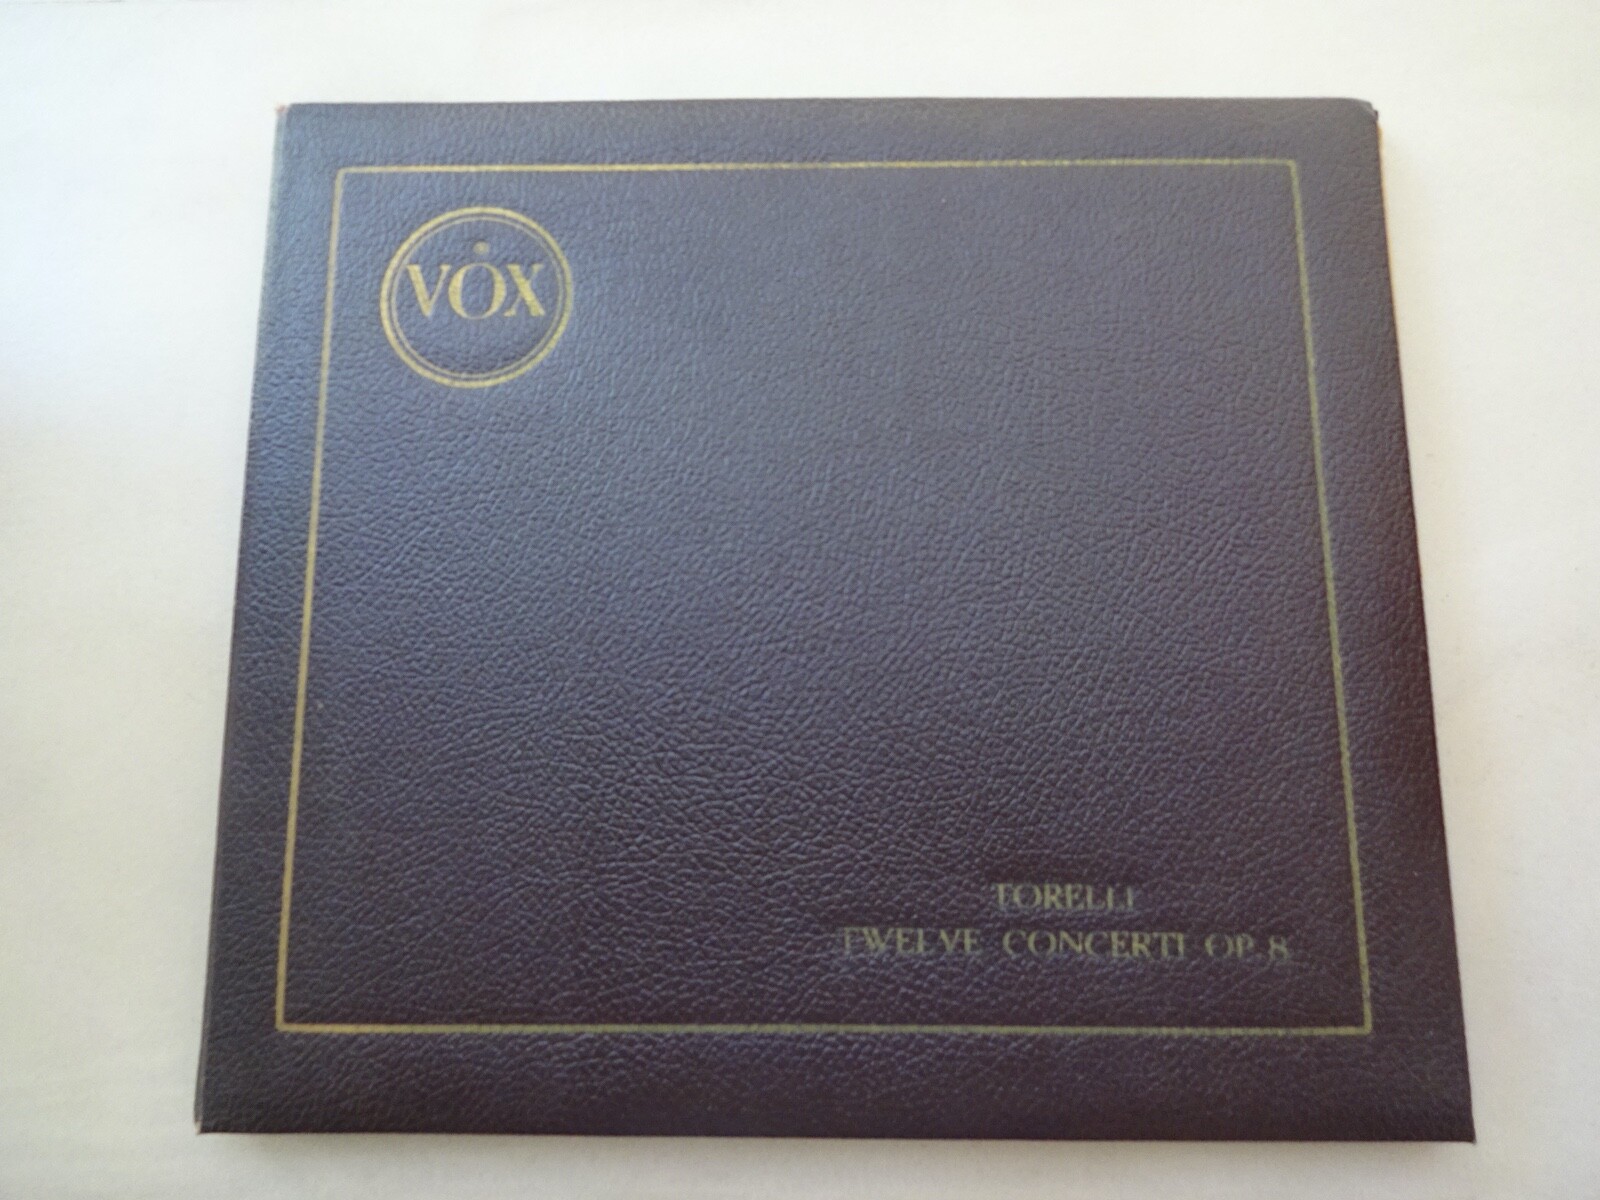 VOX
TORELLI
TWELVE CONCERTI OP. 8